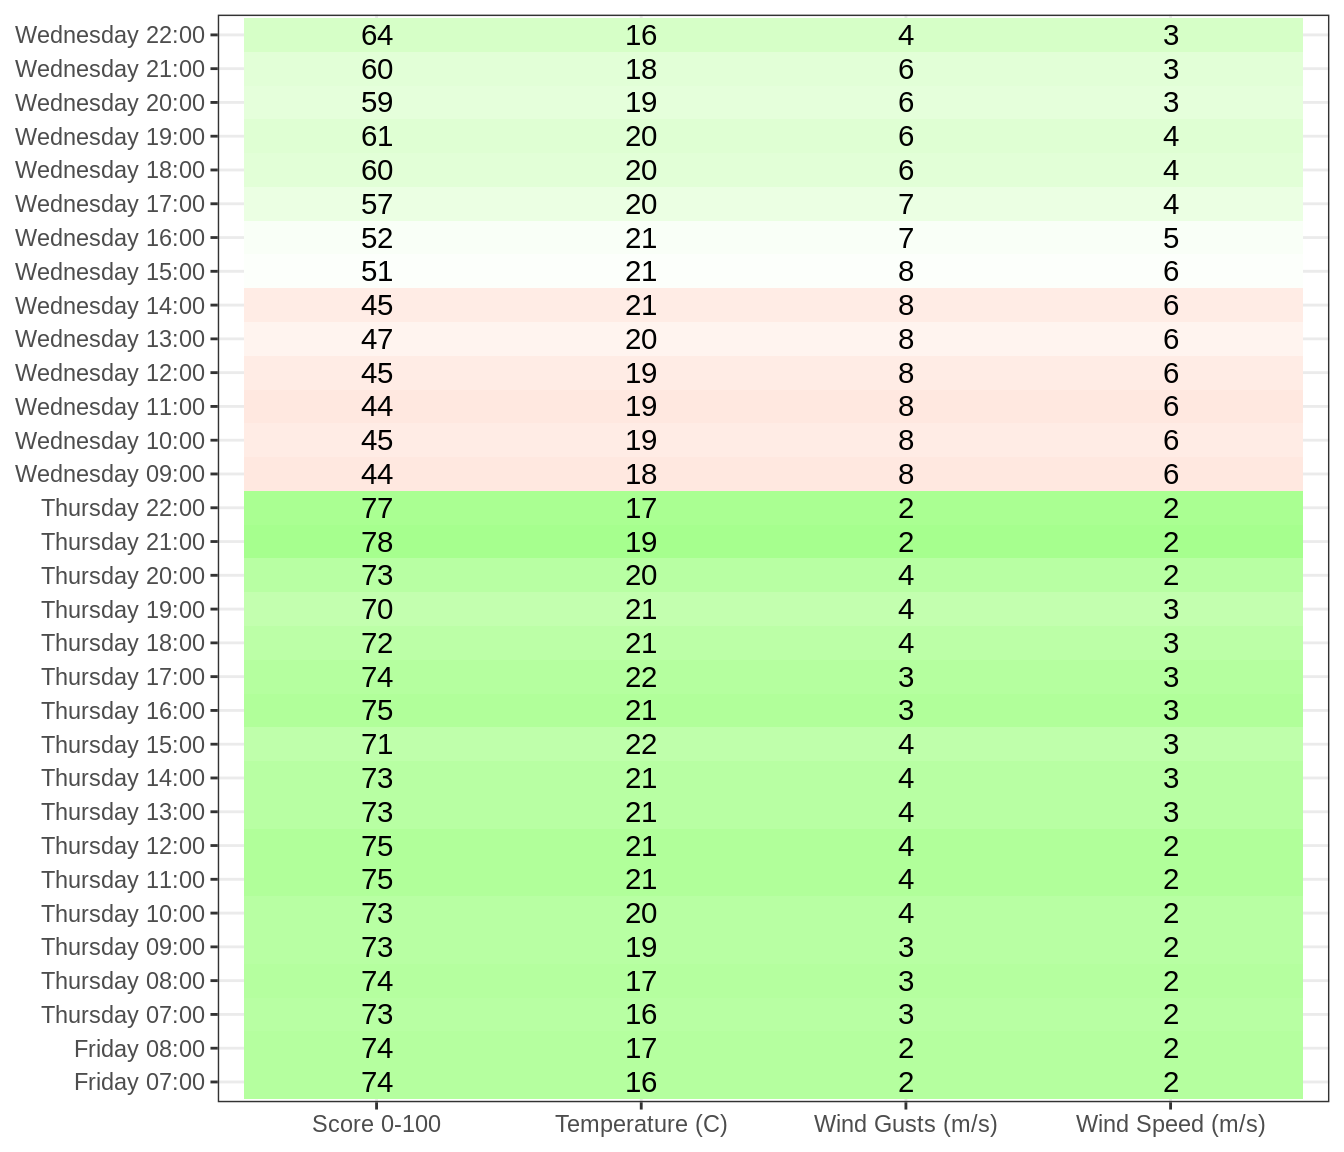 Wednesday 22:00 64 16 4 3
Wednesday 21:00 60 18 6 3
Wednesday 20:00 59 19 6 3
Wednesday 19:00 61 20 6 4
Wednesday 18:00 60 20 6 4
Wednesday 17:00 57 20 7 4
Wednesday 16:00 52 21 7 5
Wednesday 15:00 51 21 8 6
Wednesday 14:00 45 21 8 6
Wednesday 13:00 47 20 8 6
Wednesday 12:00 45 19 8 6
Wednesday 11:00 44 19 8 6
Wednesday 10:00 45 19 8 6
Wednesday 09:00 44 18 8 6
Thursday 22:00 77 17 2 2
Thursday 21:00 78 19 2 2
Thursday 20:00 73 20 4 2
Thursday 19:00 70 21 4 3
Thursday 18:00 72 21 4 3
Thursday 17:00 74 22 3 3
Thursday 16:00 75 21 3 3
Thursday 15:00 71 22 4 3
Thursday 14:00 73 21 4 3
Thursday 13:00 73 21 4 3
Thursday 12:00 75 21 4 2
Thursday 11:00 75 21 4 2
Thursday 10:00 73 20 4 2
Thursday 09:00 73 19 3 2
Thursday 08:00 74 17 3 2
Thursday 07:00 73 16 3 2
Friday 08:00 74 17 2 2
Friday 07:00 74 16 2 2
Score 0-100 Temperature (C) Wind Gusts (m/s) Wind Speed (m/s)